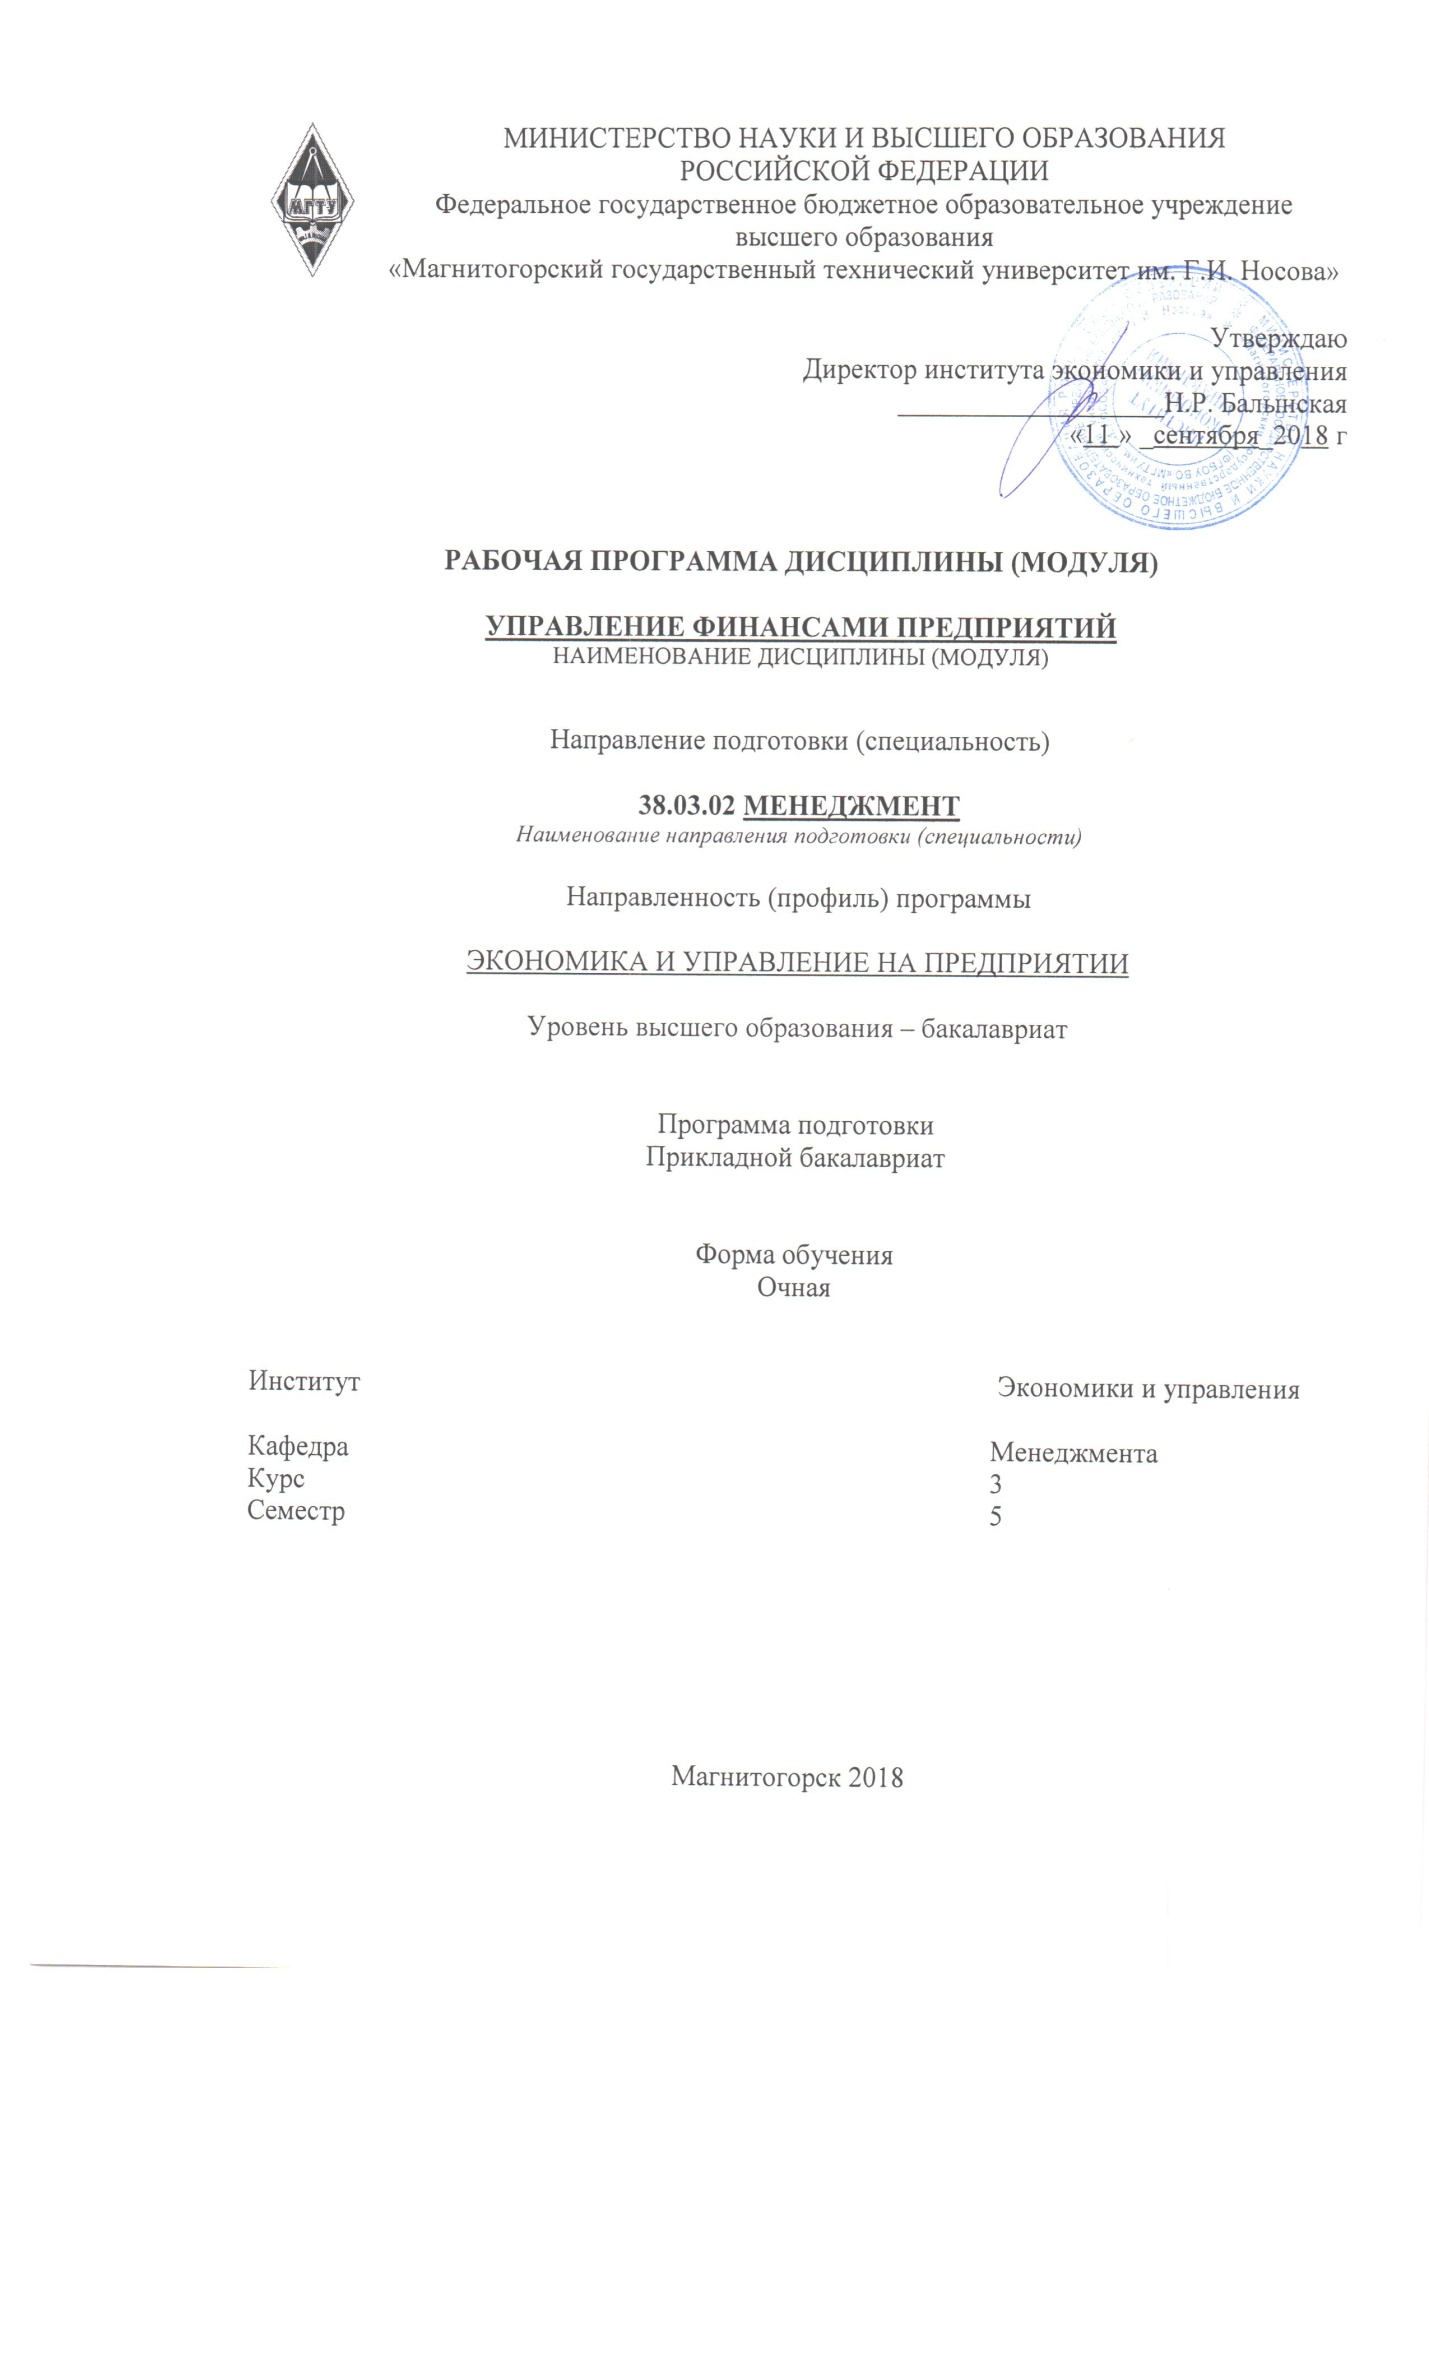 МГТУ
МИНИСТЕРСТВО НАУКИ И ВЫСШЕГО ОБРАЗОВАНИЯ
РОССИЙСКОЙ ФЕДЕРАЦИИ
Федеральное государственное бюджетное образовательное учреждение
высшего образования
«Магнитогорский государственный технический университет им. Г.И. Носова»
Утверждаю
Директор института экономики и управления
Н.Р. Балынская
«11» сентября 2018 г
РАБОЧАЯ ПРОГРАММА ДИСЦИПЛИНЫ (МОДУЛЯ)
УПРАВЛЕНИЕ ФИНАНСАМИ ПРЕДПРИЯТИЙ
НАИМЕНОВАНИЕ ДИСЦИПЛИНЫ (МОДУЛЯ)
Направление подготовки (специальность)
38.03.02 МЕНЕДЖМЕНТ
Наименование направления подготовки (специальности)
Направленность (профиль) программы
ЭКОНОМИКА И УПРАВЛЕНИЕ НА ПРЕДПРИЯТИИ
Уровень высшего образования – бакалавриат
Программа подготовки
Прикладной бакалавриат
Форма обучения
Очная
Институт Экономики и управления
Кафедра Менеджмента
Курс 3
Семестр 5
Магнитогорск 2018